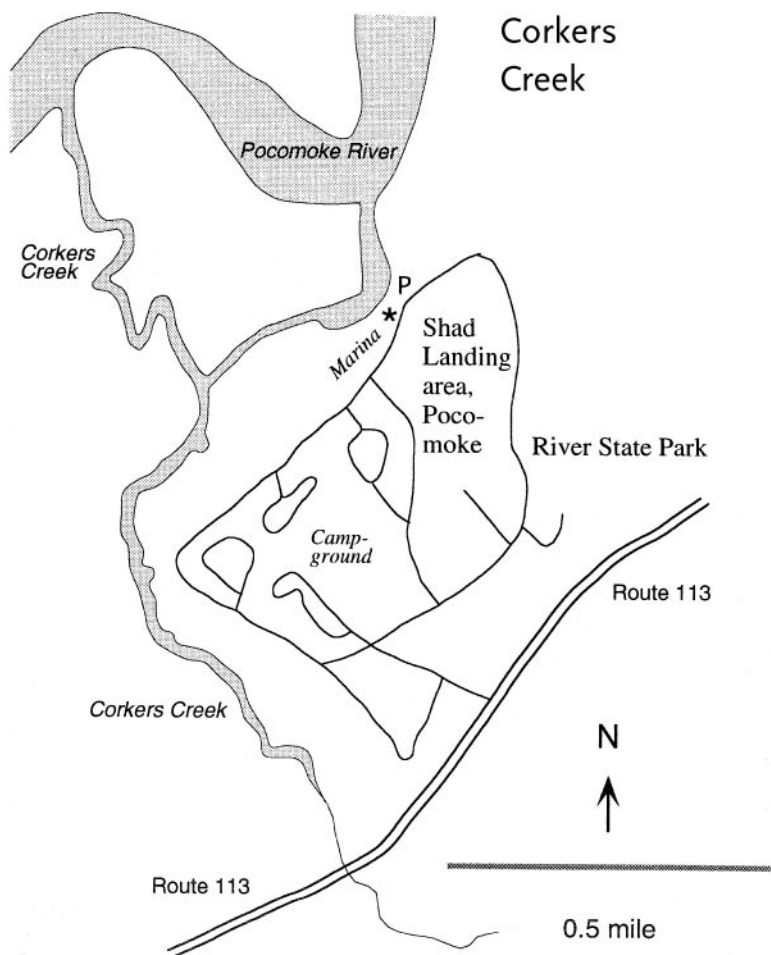 Corkers
Creek
Pocomoke River
Corkers
Creek
P
*
Marina
Shad
Landing
area,
Poco-
moke
River State Park
Camp-
ground
Route 113
Corkers Creek
N
Route 113
0.5 mile